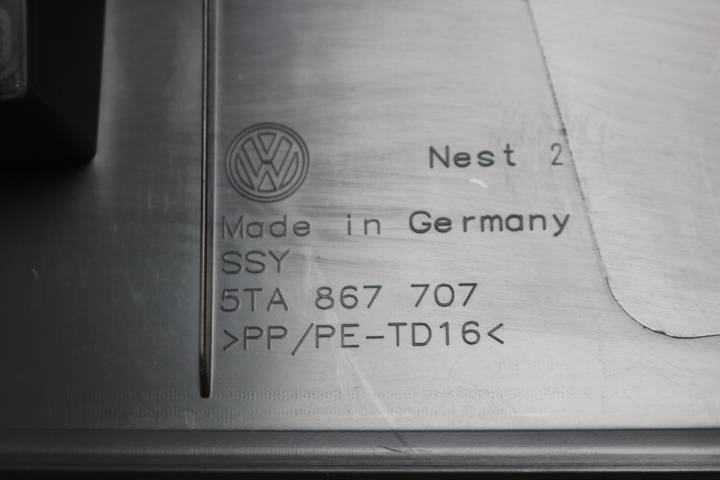 Nest 2
Made in Germany
SSY
5TA 867 707
>PP/PE-TD16<